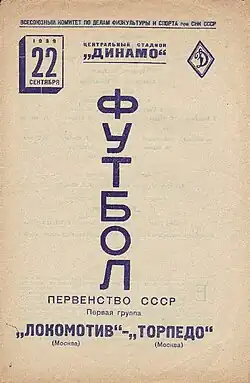 ВСЕСОЮЗНЫЙ КОМИТЕТ ПО ДЕЛАМ ФИЗКУЛЬТУРЫ И СПОРТА при СНК СССР
1939
22
СЕНТЯБРЯ
ЦЕНТРАЛЬНЫЙ СТАДИОН
„ДИНАМО“
Д
ФУТБОЛ
ПЕРВЕНСТВО СССР
Первая группа
„ЛОКОМОТИВ“-„ТОРПЕДО“
(Москва) (Москва)